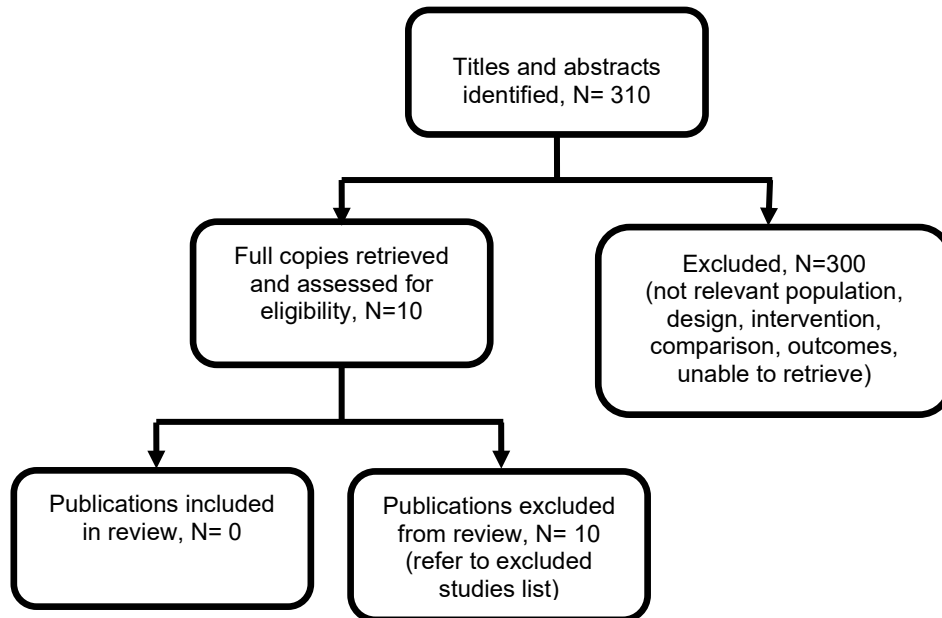 Titles and abstracts
identified, N= 310
Full copies retrieved
and assessed for
eligibility, N=10
Excluded, N=300
(not relevant population,
design, intervention,
comparison, outcomes,
unable to retrieve)
Publications included
in review, N= 0
Publications excluded
from review, N= 10
(refer to excluded
studies list)